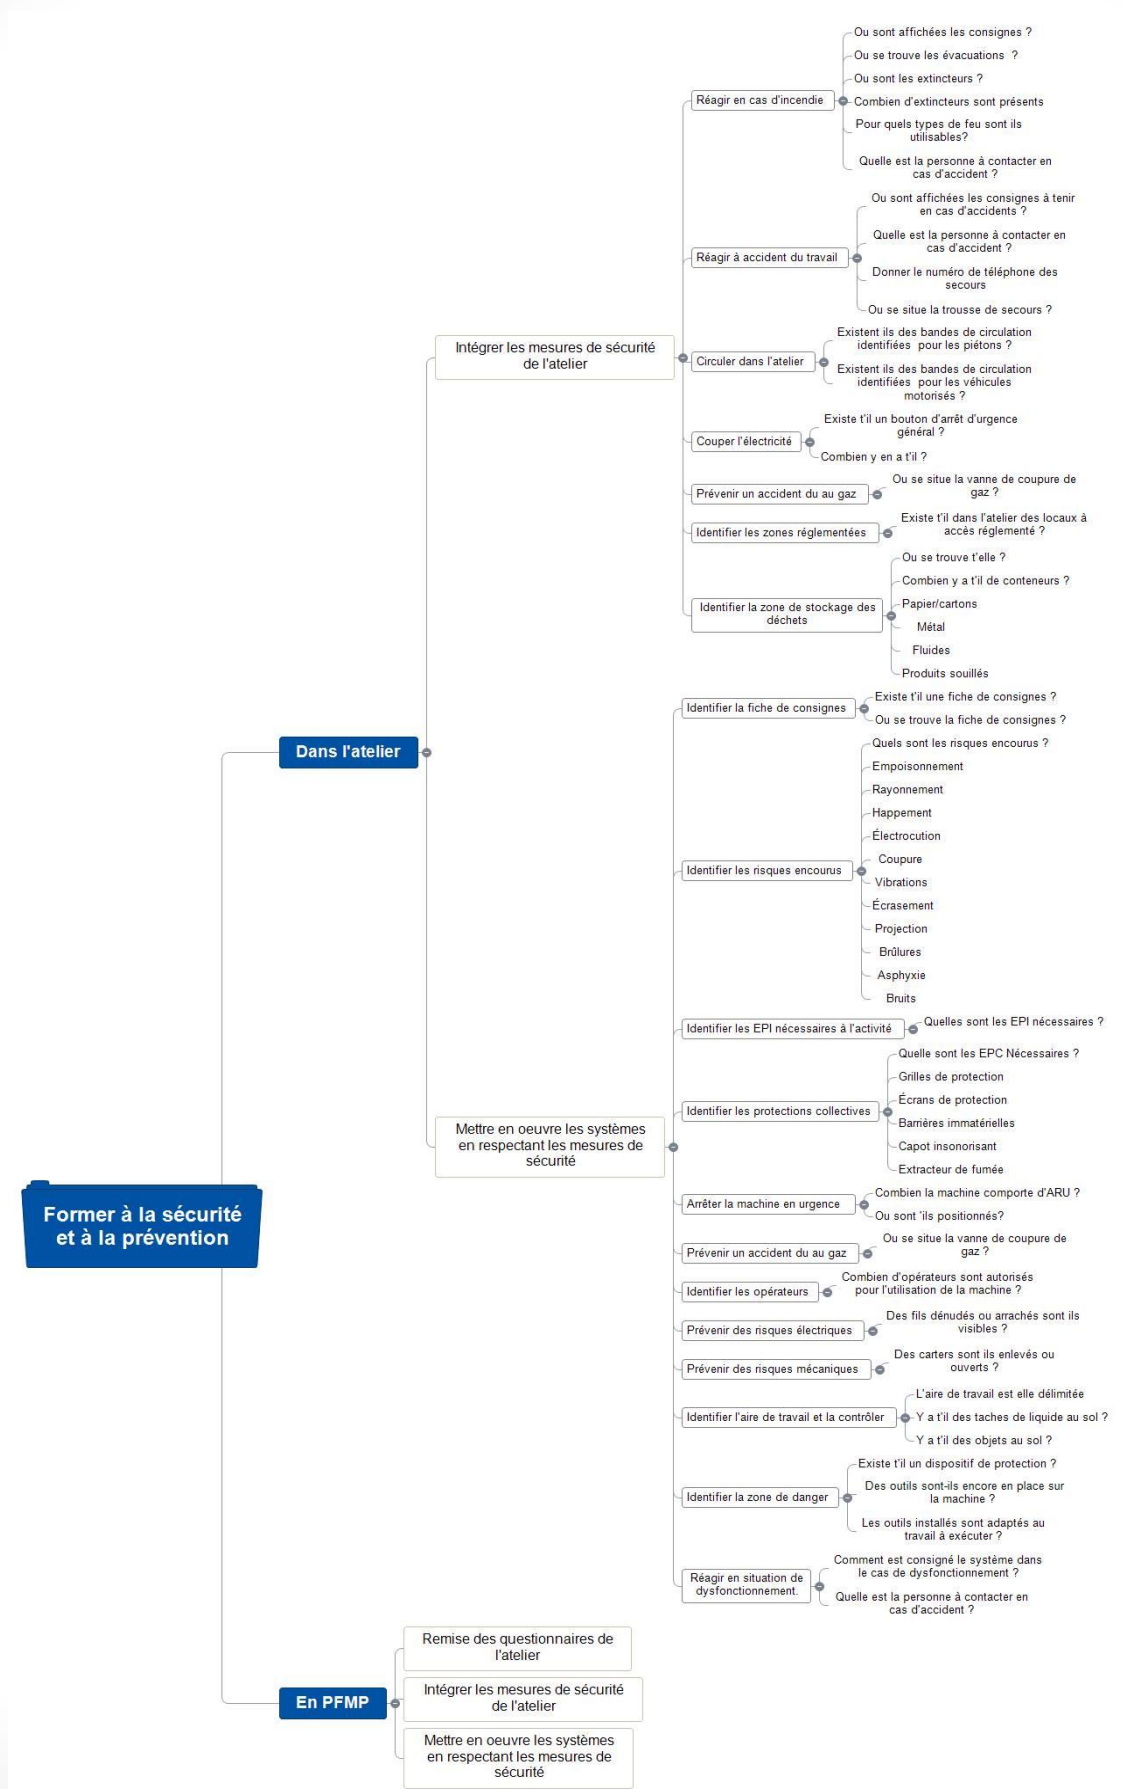 Former à la sécurité
et à la prévention
Dans l'atelier
Intégrer les mesures de sécurité
de l'atelier
Réagir en cas d'incendie
Ou sont affichées les consignes ?
Ou se trouve les évacuations  ?
Ou sont les extincteurs ?
Combien d'extincteurs sont présents
Pour quels types de feu sont ils
utilisables?
Quelle est la personne à contacter en
cas d'accident ?
Réagir à accident du travail
Ou sont affichées les consignes à tenir
en cas d'accidents ?
Quelle est la personne à contacter en
cas d'accident ?
Donner le numéro de téléphone des
secours
Ou se situe la trousse de secours ?
Circuler dans l'atelier
Existent ils des bandes de circulation
identifiées  pour les piétons ?
Existent ils des bandes de circulation
identifiées  pour les véhicules
motorisés ?
Couper l'électricité
Existe t'il un bouton d'arrêt d'urgence
général ?
Combien y en a t'il ?
Prévenir un accident du au gaz
Ou se situe la vanne de coupure de
gaz ?
Identifier les zones réglementées
Existe t'il dans l'atelier des locaux à
accès réglementé ?
Identifier la zone de stockage des
déchets
Ou se trouve t'elle ?
Combien y a t'il de conteneurs ?
Papier/cartons
Métal
Fluides
Produits souillés
Mettre en oeuvre les systèmes
en respectant les mesures de
sécurité
Identifier la fiche de consignes
Existe t'il une fiche de consignes ?
Ou se trouve la fiche de consignes ?
Identifier les risques encourus
Quels sont les risques encourus ?
Empoisonnement
Rayonnement
Happement
Électrocution
Coupure
Vibrations
Écrasement
Projection
Brûlures
Asphyxie
Bruits
Identifier les EPI nécessaires à l'activité
Quelles sont les EPI nécessaires ?
Identifier les protections collectives
Quelle sont les EPC Nécessaires ?
Grilles de protection
Écrans de protection
Barrières immatérielles
Capot insonorisant
Extracteur de fumée
Arrêter la machine en urgence
Combien la machine comporte d'ARU ?
Ou sont 'ils positionnés?
Prévenir un accident du au gaz
Ou se situe la vanne de coupure de
gaz ?
Identifier les opérateurs
Combien d'opérateurs sont autorisés
pour l'utilisation de la machine ?
Prévenir des risques électriques
Des fils dénudés ou arrachés sont ils
visibles ?
Prévenir des risques mécaniques
Des carters sont ils enlevés ou
ouverts ?
Identifier l'aire de travail et la contrôler
L'aire de travail est elle délimitée
Y a t'il des taches de liquide au sol ?
Y a t'il des objets au sol ?
Identifier la zone de danger
Existe t'il un dispositif de protection ?
Des outils sont-ils encore en place sur
la machine ?
Les outils installés sont adaptés au
travail à exécuter ?
Réagir en situation de
dysfonctionnement.
Comment est consigné le système dans
le cas de dysfonctionnement ?
Quelle est la personne à contacter en
cas d'accident ?
En PFMP
Remise des questionnaires de
l'atelier
Intégrer les mesures de sécurité
de l'atelier
Mettre en oeuvre les systèmes
en respectant les mesures de
sécurité